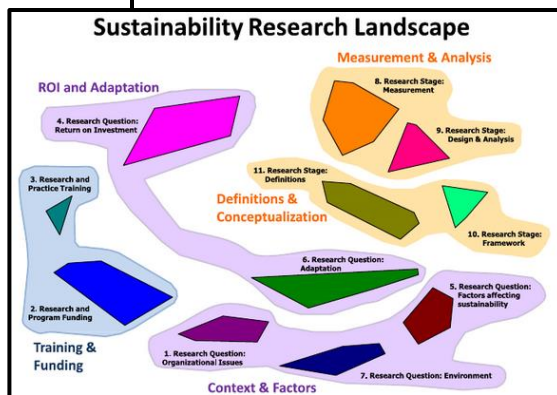 Sustainability Research Landscape
Measurement & Analysis
ROI and Adaptation
8. Research Stage:
Measurement
4. Research Question:
Return on Investment
9. Research Stage:
Design & Analysis
3. Research and
Practice Training
11. Research Stage:
Definitions
Definitions &
Conceptualization
10. Research Stage:
Framework
6. Research Question:
Adaptation
5. Research Question:
Factors affecting
sustainability
2. Research and
Program Funding
Training &
Funding
1. Research Question:
Organizational Issues
7. Research Question: Environment
Context & Factors